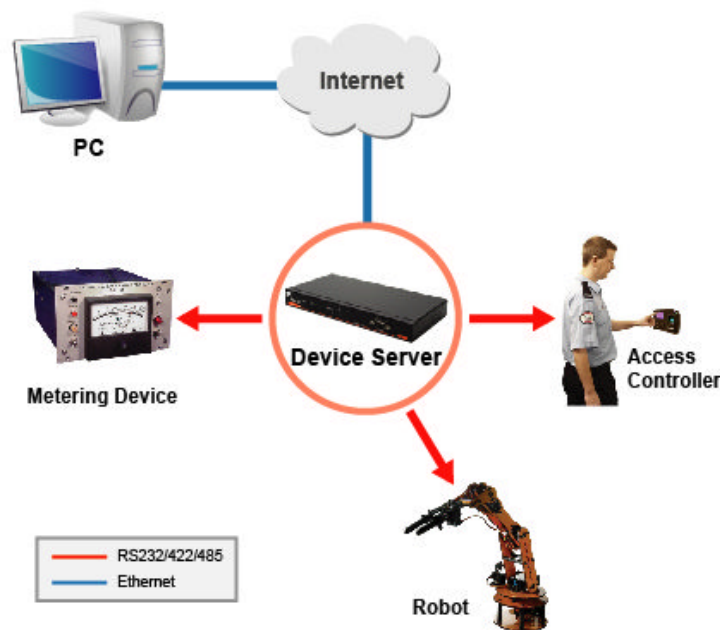 Internet
PC
Device Server
Metering Device
Access
Controller
RS232/422/485
Ethernet
Robot